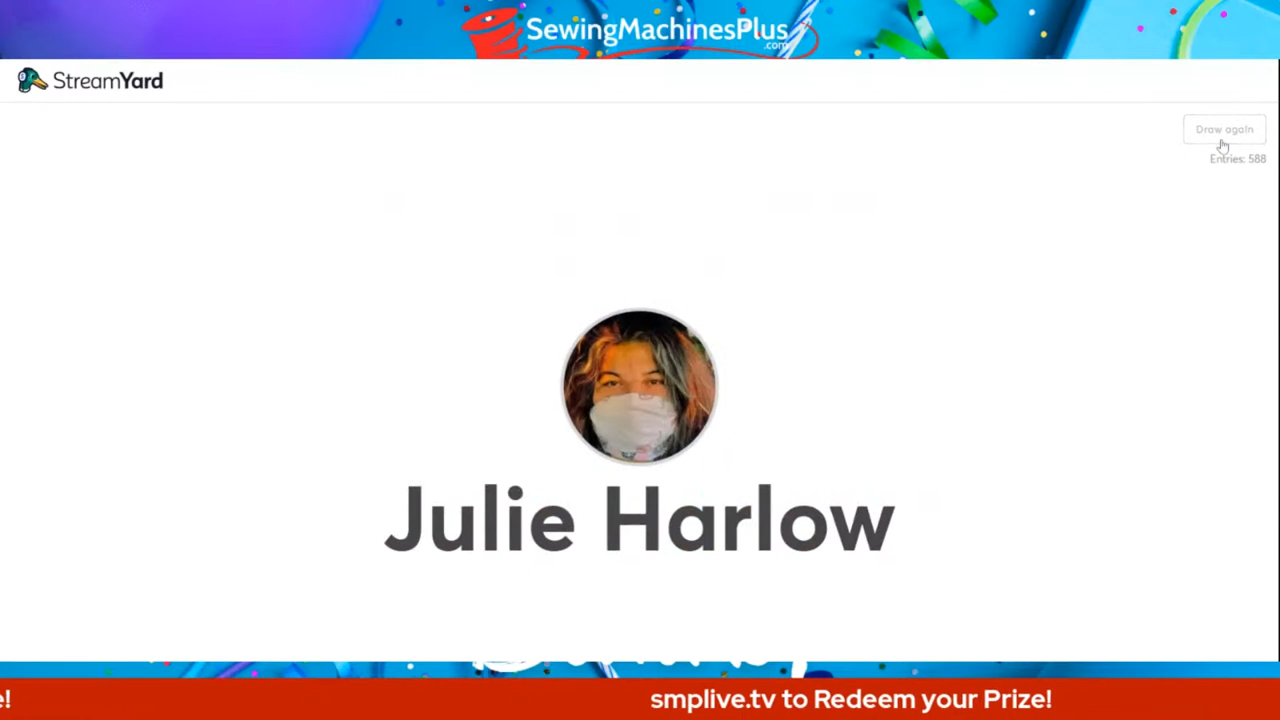 SewingMachinesPlus
.com
StreamYard
Draw again
Entries: 588
Julie Harlow
e!
smplive.tv to Redeem your Prize!